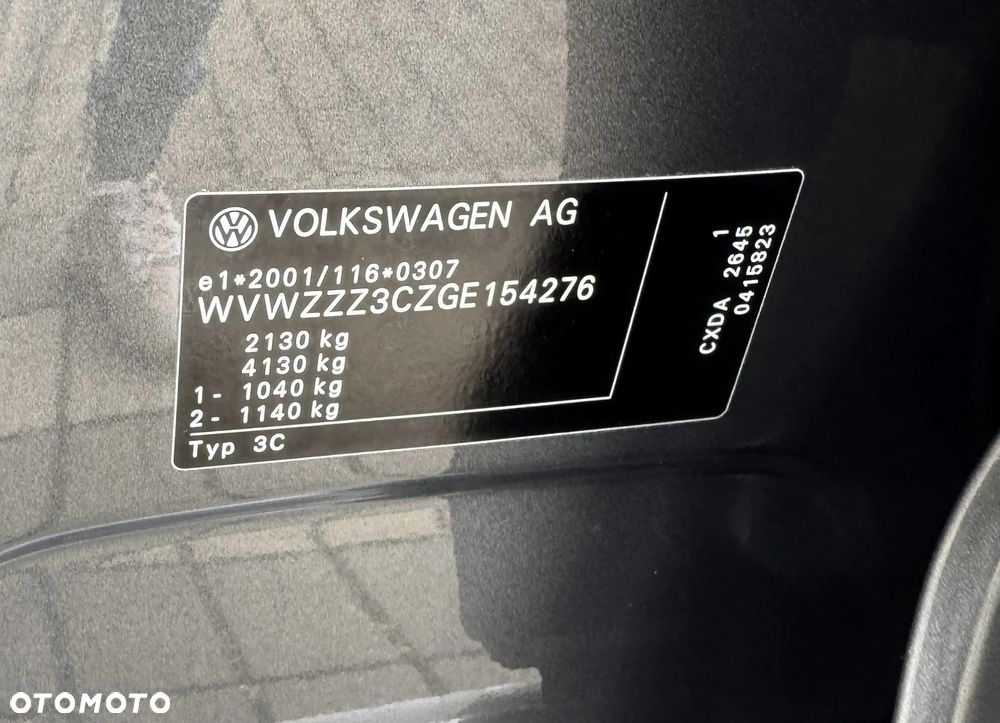 VOLKSWAGEN AG
e1*2001/116*0307
WVWZZZ3CZGE154276
2130 kg
4130 kg
1- 1040 kg
2- 1140 kg
Typ 3C
1
CXDA 2645
0415823
OTOMOTO